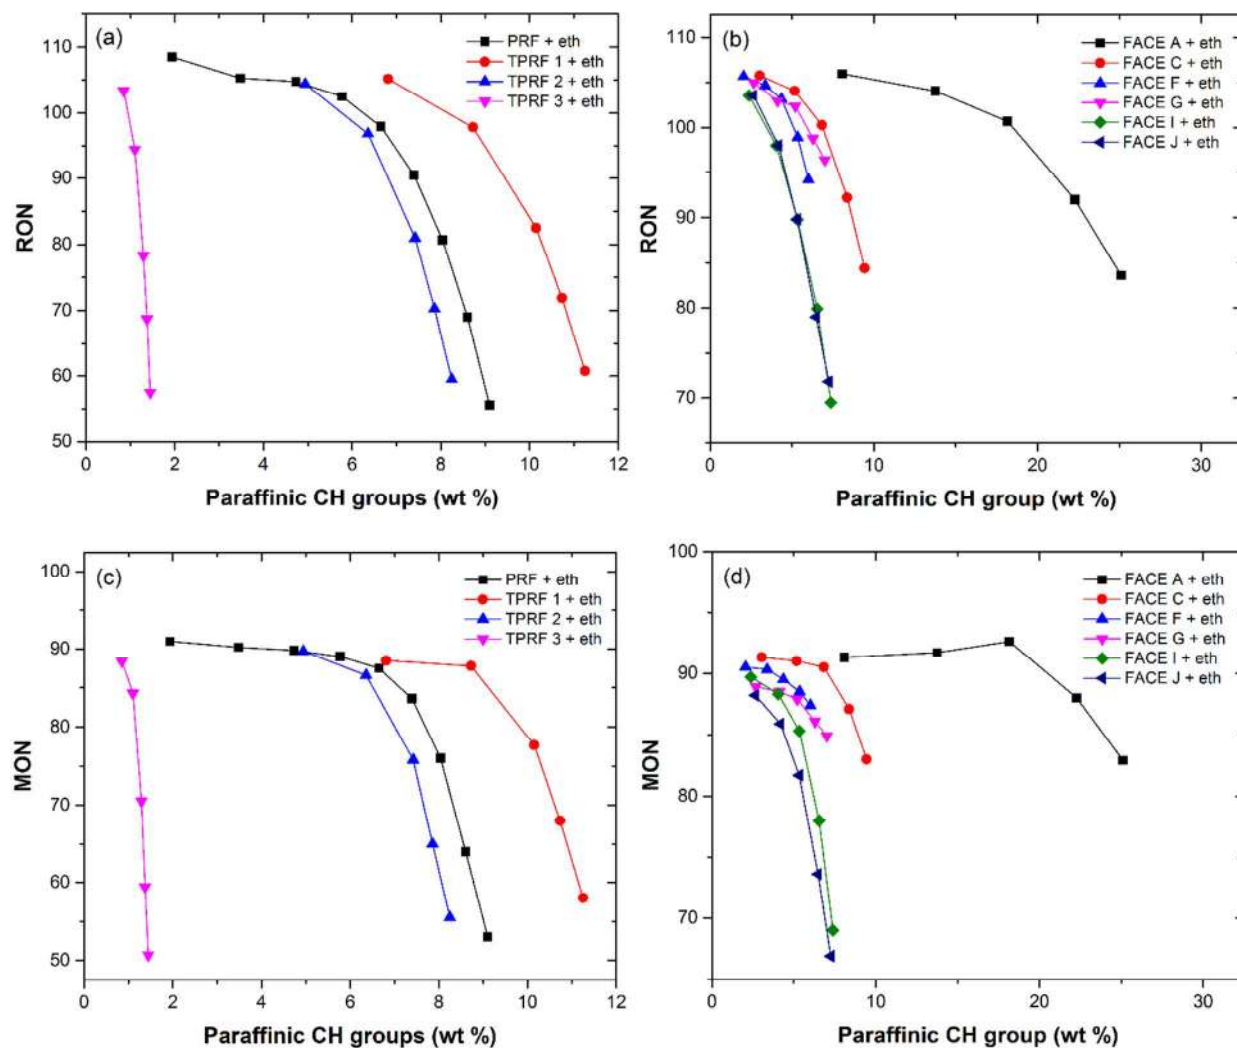 (a)
PRF + eth
TPRF 1 + eth
TPRF 2 + eth
TPRF 3 + eth
110
100
90
80
70
60
50
RON
0 2 4 6 8 10 12
Paraffinic CH groups (wt %)
(b)
FACE A + eth
FACE C + eth
FACE F + eth
FACE G + eth
FACE I + eth
FACE J + eth
110
100
90
80
70
RON
0 10 20 30
Paraffinic CH group (wt %)
(c)
PRF + eth
TPRF 1 + eth
TPRF 2 + eth
TPRF 3 + eth
100
90
80
70
60
50
MON
0 2 4 6 8 10 12
Paraffinic CH groups (wt %)
(d)
FACE A + eth
FACE C + eth
FACE F + eth
FACE G + eth
FACE I + eth
FACE J + eth
100
90
80
70
MON
0 10 20 30
Paraffinic CH group (wt %)